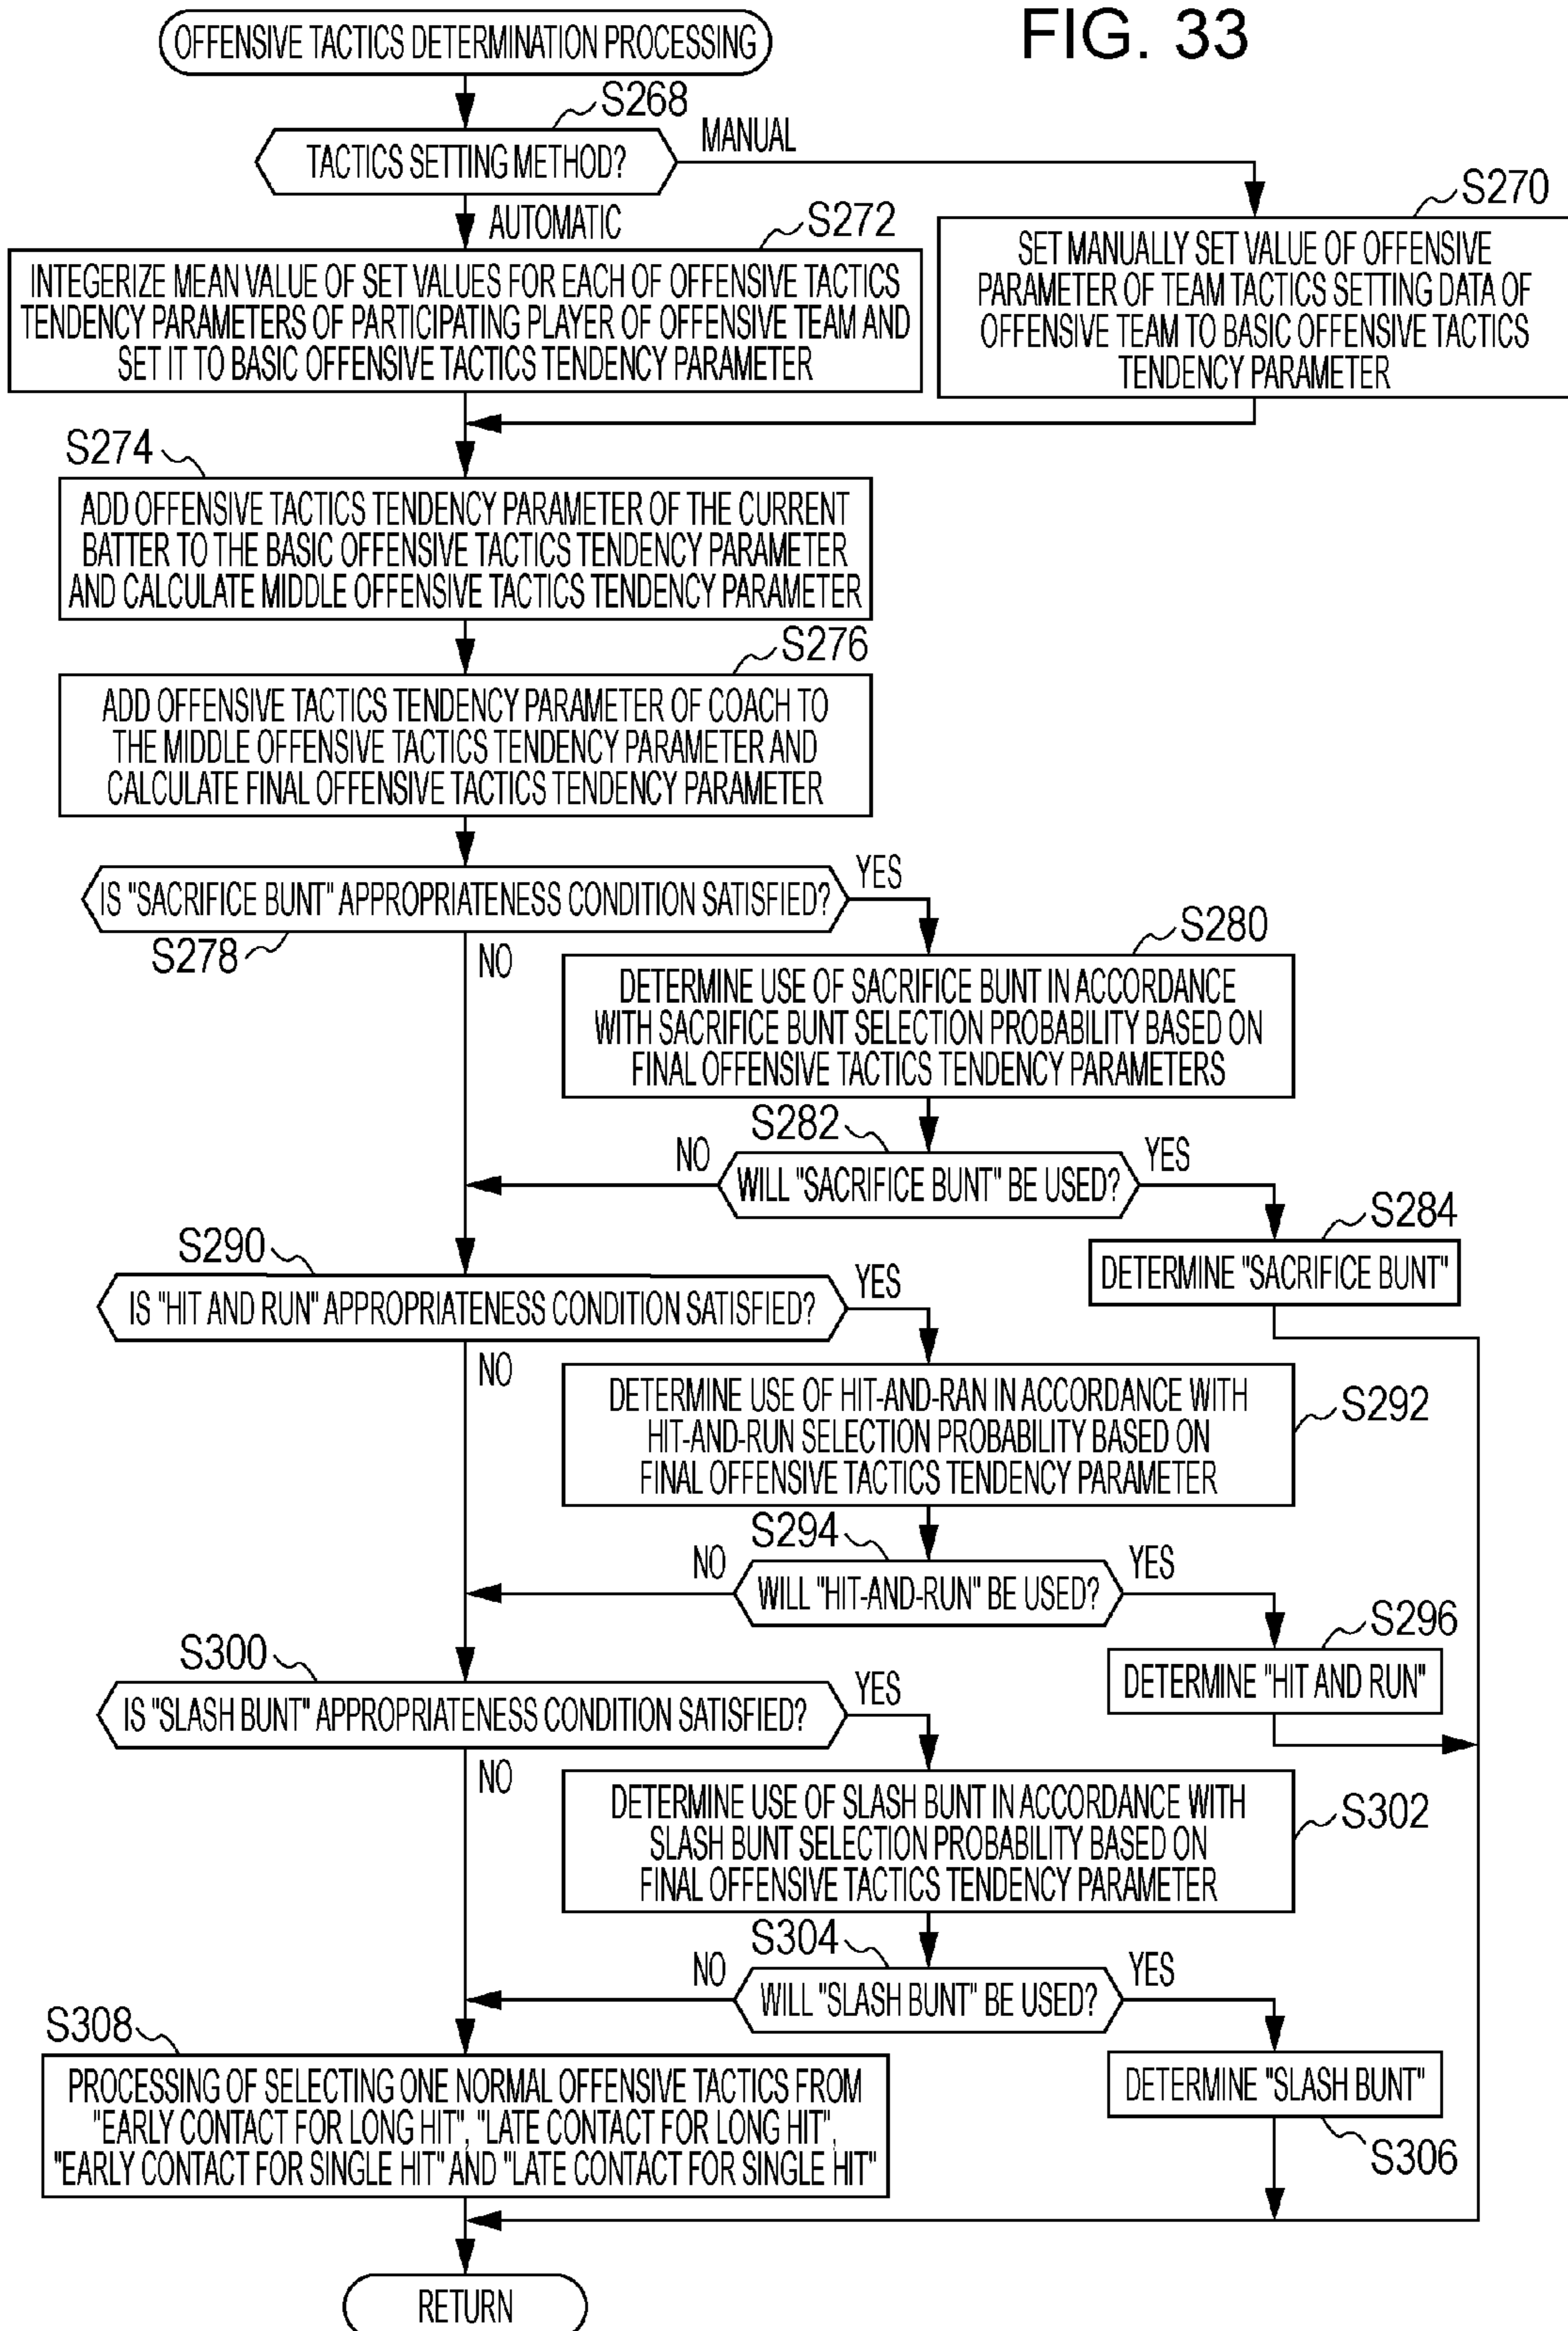 FIG. 33
OFFENSIVE TACTICS DETERMINATION PROCESSING
S268
TACTICS SETTING METHOD?
MANUAL
AUTOMATIC
S270
SET MANUALLY SET VALUE OF OFFENSIVE
PARAMETER OF TEAM TACTICS SETTING DATA OF
OFFENSIVE TEAM TO BASIC OFFENSIVE TACTICS
TENDENCY PARAMETER
S272
INTEGERIZE MEAN VALUE OF SET VALUES FOR EACH OF OFFENSIVE TACTICS
TENDENCY PARAMETERS OF PARTICIPATING PLAYER OF OFFENSIVE TEAM AND
SET IT TO BASIC OFFENSIVE TACTICS TENDENCY PARAMETER
S274
ADD OFFENSIVE TACTICS TENDENCY PARAMETER OF THE CURRENT
BATTER TO THE BASIC OFFENSIVE TACTICS TENDENCY PARAMETER
AND CALCULATE MIDDLE OFFENSIVE TACTICS TENDENCY PARAMETER
S276
ADD OFFENSIVE TACTICS TENDENCY PARAMETER OF COACH TO
THE MIDDLE OFFENSIVE TACTICS TENDENCY PARAMETER AND
CALCULATE FINAL OFFENSIVE TACTICS TENDENCY PARAMETER
IS "SACRIFICE BUNT" APPROPRIATENESS CONDITION SATISFIED?
YES
S278
NO
S280
DETERMINE USE OF SACRIFICE BUNT IN ACCORDANCE
WITH SACRIFICE BUNT SELECTION PROBABILITY BASED ON
FINAL OFFENSIVE TACTICS TENDENCY PARAMETERS
S282
NO
WILL "SACRIFICE BUNT" BE USED?
YES
S284
DETERMINE "SACRIFICE BUNT"
S290
IS "HIT AND RUN" APPROPRIATENESS CONDITION SATISFIED?
YES
NO
DETERMINE USE OF HIT-AND-RAN IN ACCORDANCE WITH
HIT-AND-RUN SELECTION PROBABILITY BASED ON
FINAL OFFENSIVE TACTICS TENDENCY PARAMETER
S292
S294
NO
WILL "HIT-AND-RUN" BE USED?
YES
S296
DETERMINE "HIT AND RUN"
S300
IS "SLASH BUNT" APPROPRIATENESS CONDITION SATISFIED?
YES
NO
DETERMINE USE OF SLASH BUNT IN ACCORDANCE WITH
SLASH BUNT SELECTION PROBABILITY BASED ON
FINAL OFFENSIVE TACTICS TENDENCY PARAMETER
S302
S304
NO
WILL "SLASH BUNT" BE USED?
YES
DETERMINE "SLASH BUNT"
S306
S308
PROCESSING OF SELECTING ONE NORMAL OFFENSIVE TACTICS FROM
"EARLY CONTACT FOR LONG HIT", "LATE CONTACT FOR LONG HIT",
"EARLY CONTACT FOR SINGLE HIT" AND "LATE CONTACT FOR SINGLE HIT"
RETURN